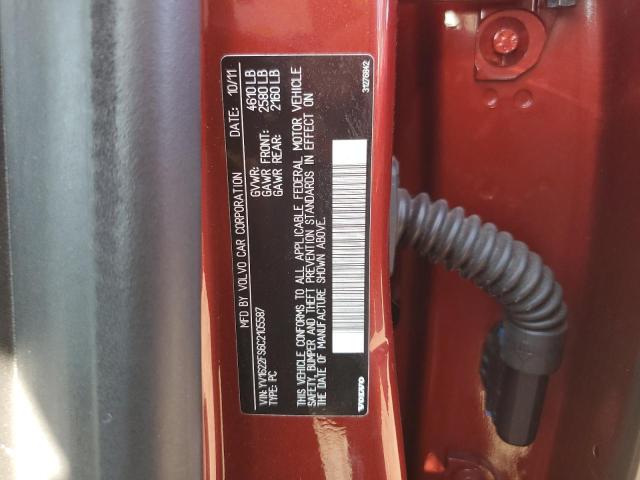 MFD BY VOLVO CAR CORPORATION DATE: 10/11
GVWR: 4610 LB
GAWR FRONT: 2580 LB
GAWR REAR: 2160 LB
VIN: YV1622FS6C2105587
TYPE: PC
THIS VEHICLE CONFORMS TO ALL APPLICABLE FEDERAL MOTOR VEHICLE
SAFETY, BUMPER AND THEFT PREVENTION STANDARDS IN EFFECT ON
THE DATE OF MANUFACTURE SHOWN ABOVE.
VOLVO 31276942